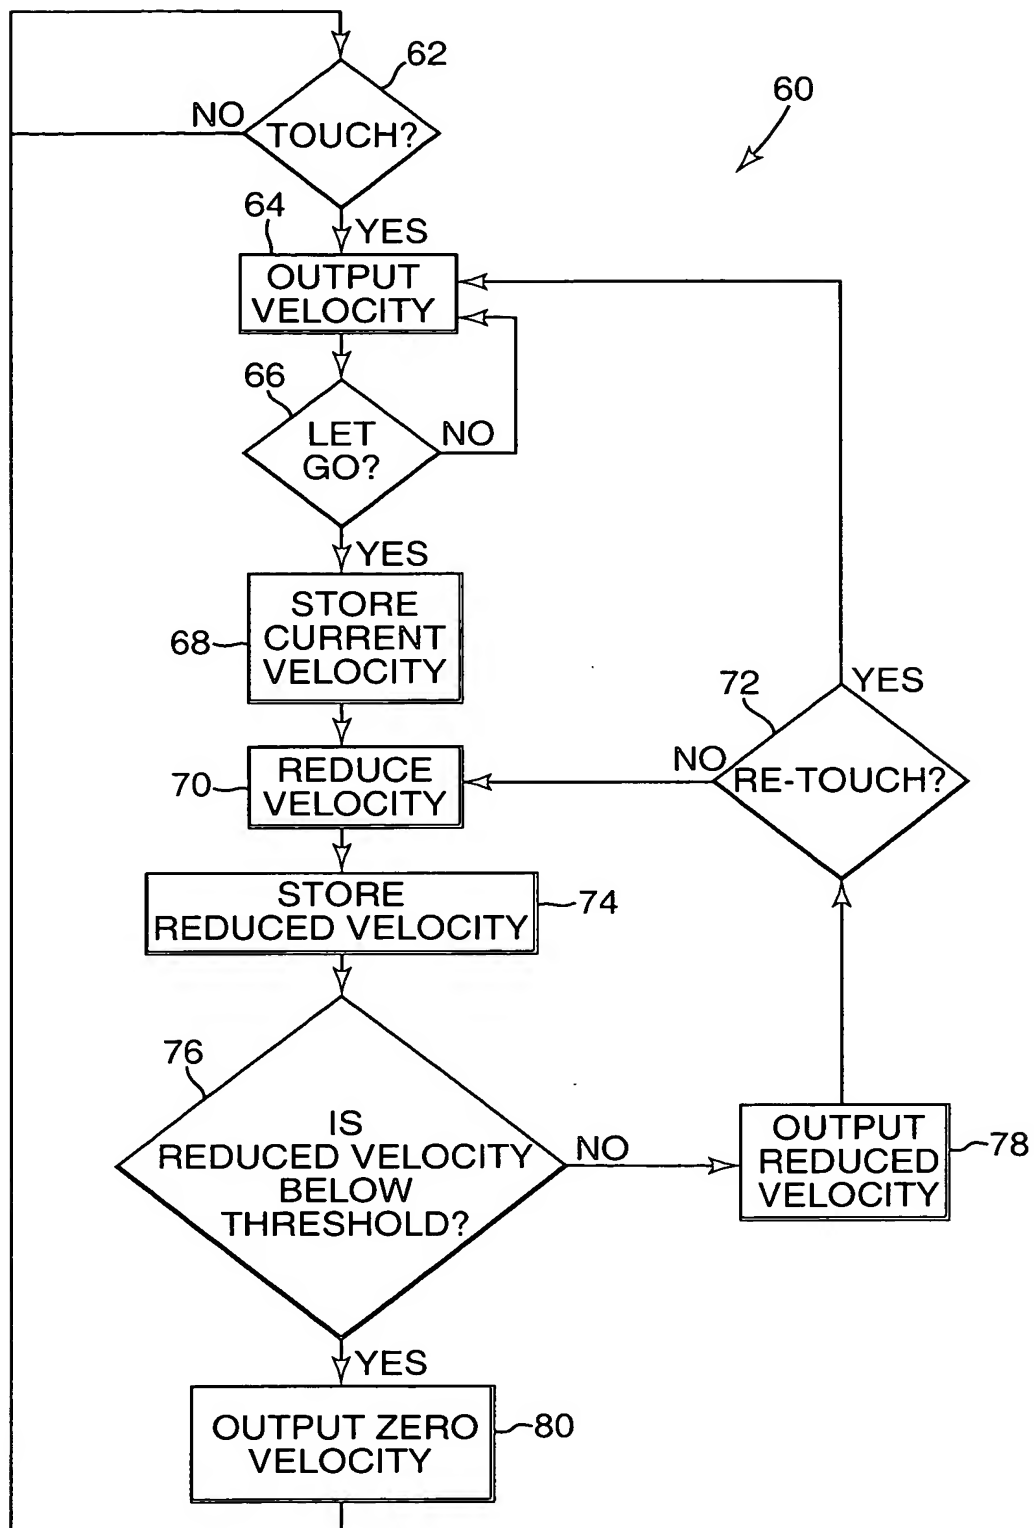 62
60
NO
TOUCH?
64
YES
OUTPUT
VELOCITY
66
LET
GO?
NO
YES
STORE
CURRENT
VELOCITY
68
72
YES
NO
RE-TOUCH?
70
REDUCE
VELOCITY
STORE
REDUCED VELOCITY
74
76
IS
REDUCED VELOCITY
BELOW
THRESHOLD?
NO
OUTPUT
REDUCED
VELOCITY
78
YES
OUTPUT ZERO
VELOCITY
80